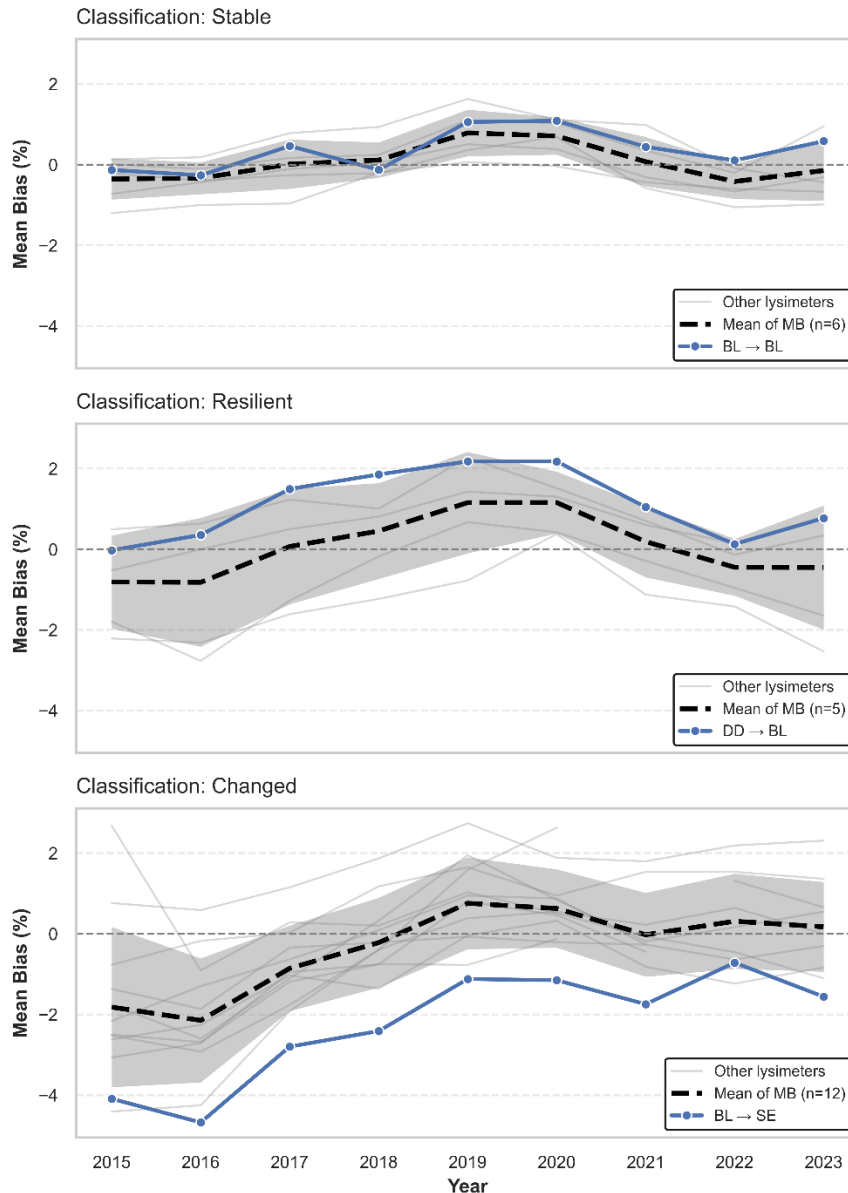 Classification: Stable
Mean Bias (%)
2
0
−2
−4
Other lysimeters
Mean of MB (n=6)
BL → BL
Classification: Resilient
Mean Bias (%)
2
0
−2
−4
Other lysimeters
Mean of MB (n=5)
DD → BL
Classification: Changed
Mean Bias (%)
2
0
−2
−4
Other lysimeters
Mean of MB (n=12)
BL → SE
2015 2016 2017 2018 2019 2020 2021 2022 2023
Year